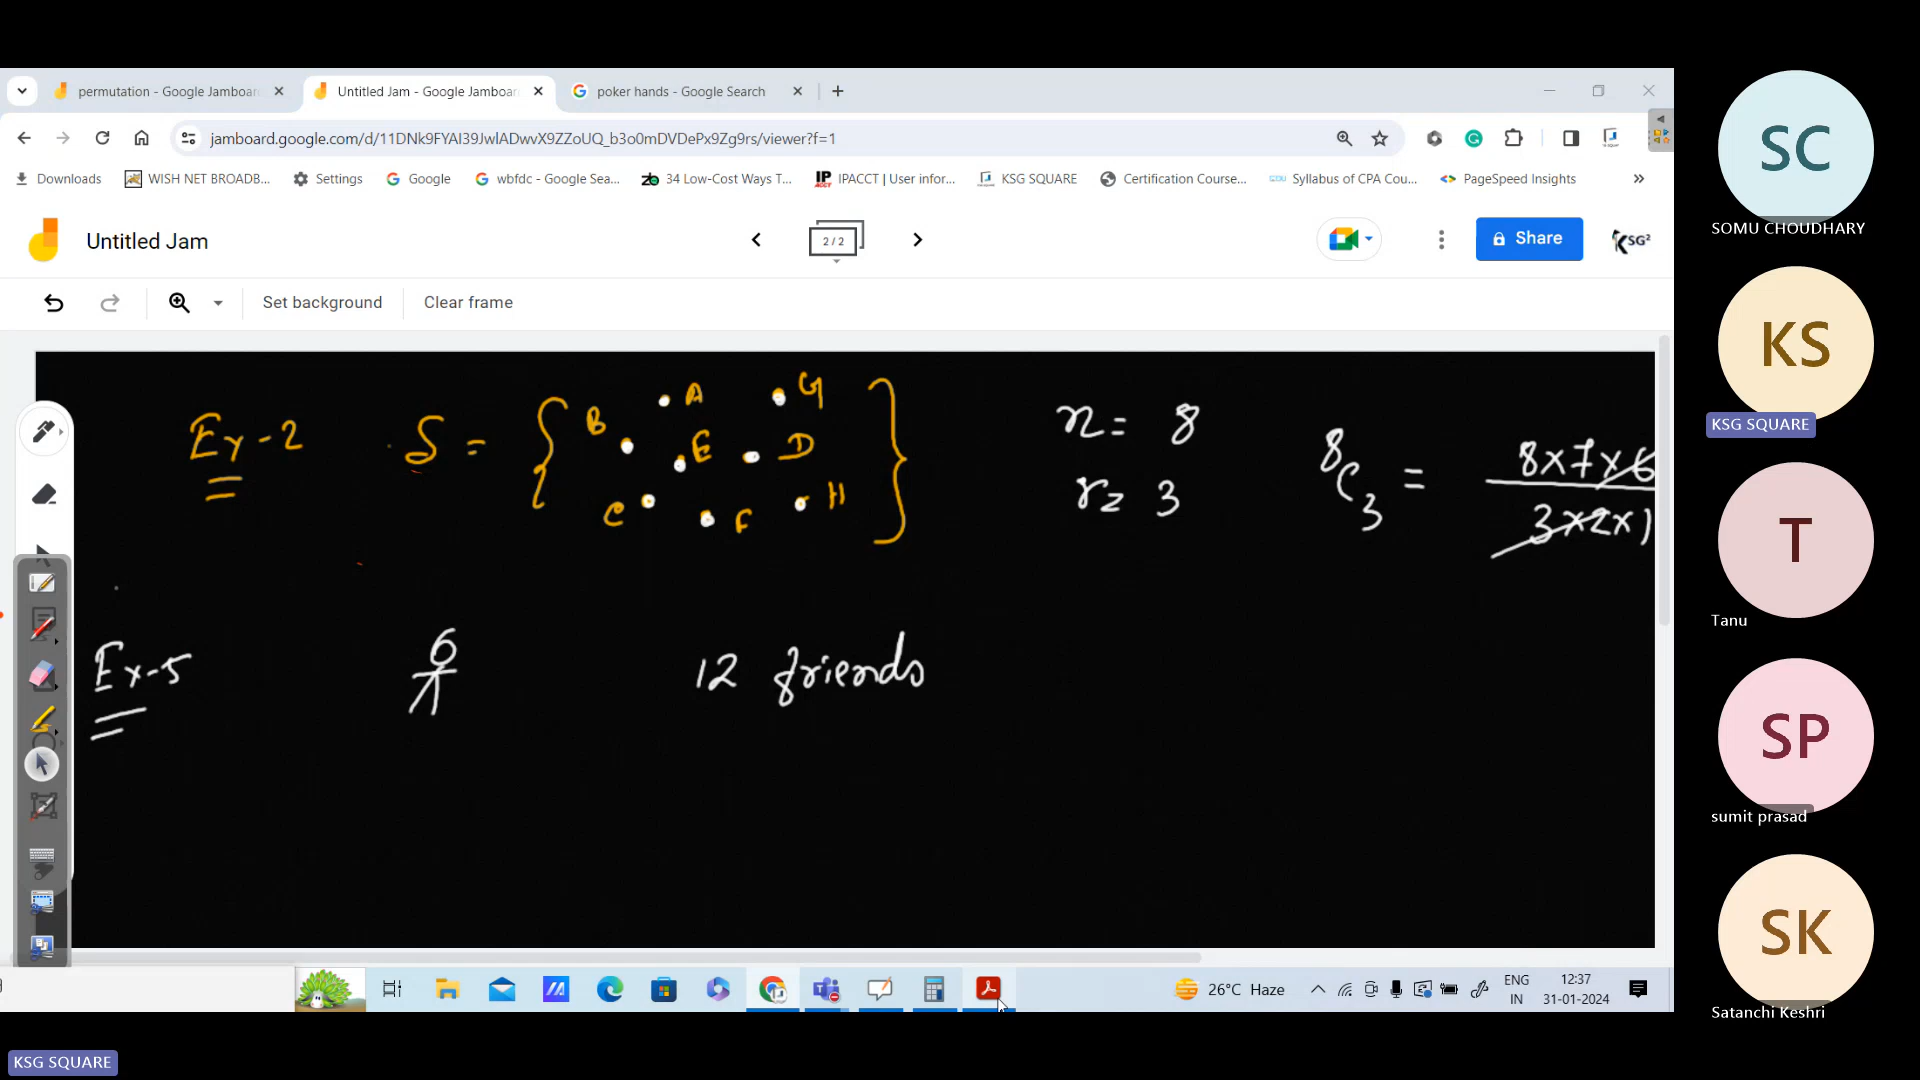 permutation - Google Jamboar
Untitled Jam - Google Jamboar
poker hands - Google Search
jamboard.google.com/d/11DNk9FYAI39JwlADwvX9ZZoUQ_b3o0mDVDePx9Zg9rs/viewer?f=1
Downloads
WISH NET BROADB...
Settings
Google
wbfdc - Google Sea...
34 Low-Cost Ways T...
IPACCT | User infor...
KSG SQUARE
Certification Course...
Syllabus of CPA Cou...
PageSpeed Insights
Untitled Jam
2 / 2
Share
KSG²
Set background
Clear frame
Ex-2 S = { A G B E D C F H }
n = 8
r = 3
8C3 = 8x7x6
3x2x1
Ex-5 12 friends
26°C Haze
ENG
IN
12:37
31-01-2024
SC
SOMU CHOUDHARY
KS
KSG SQUARE
T
Tanu
SP
sumit prasad
SK
Satanchi Keshri
KSG SQUARE